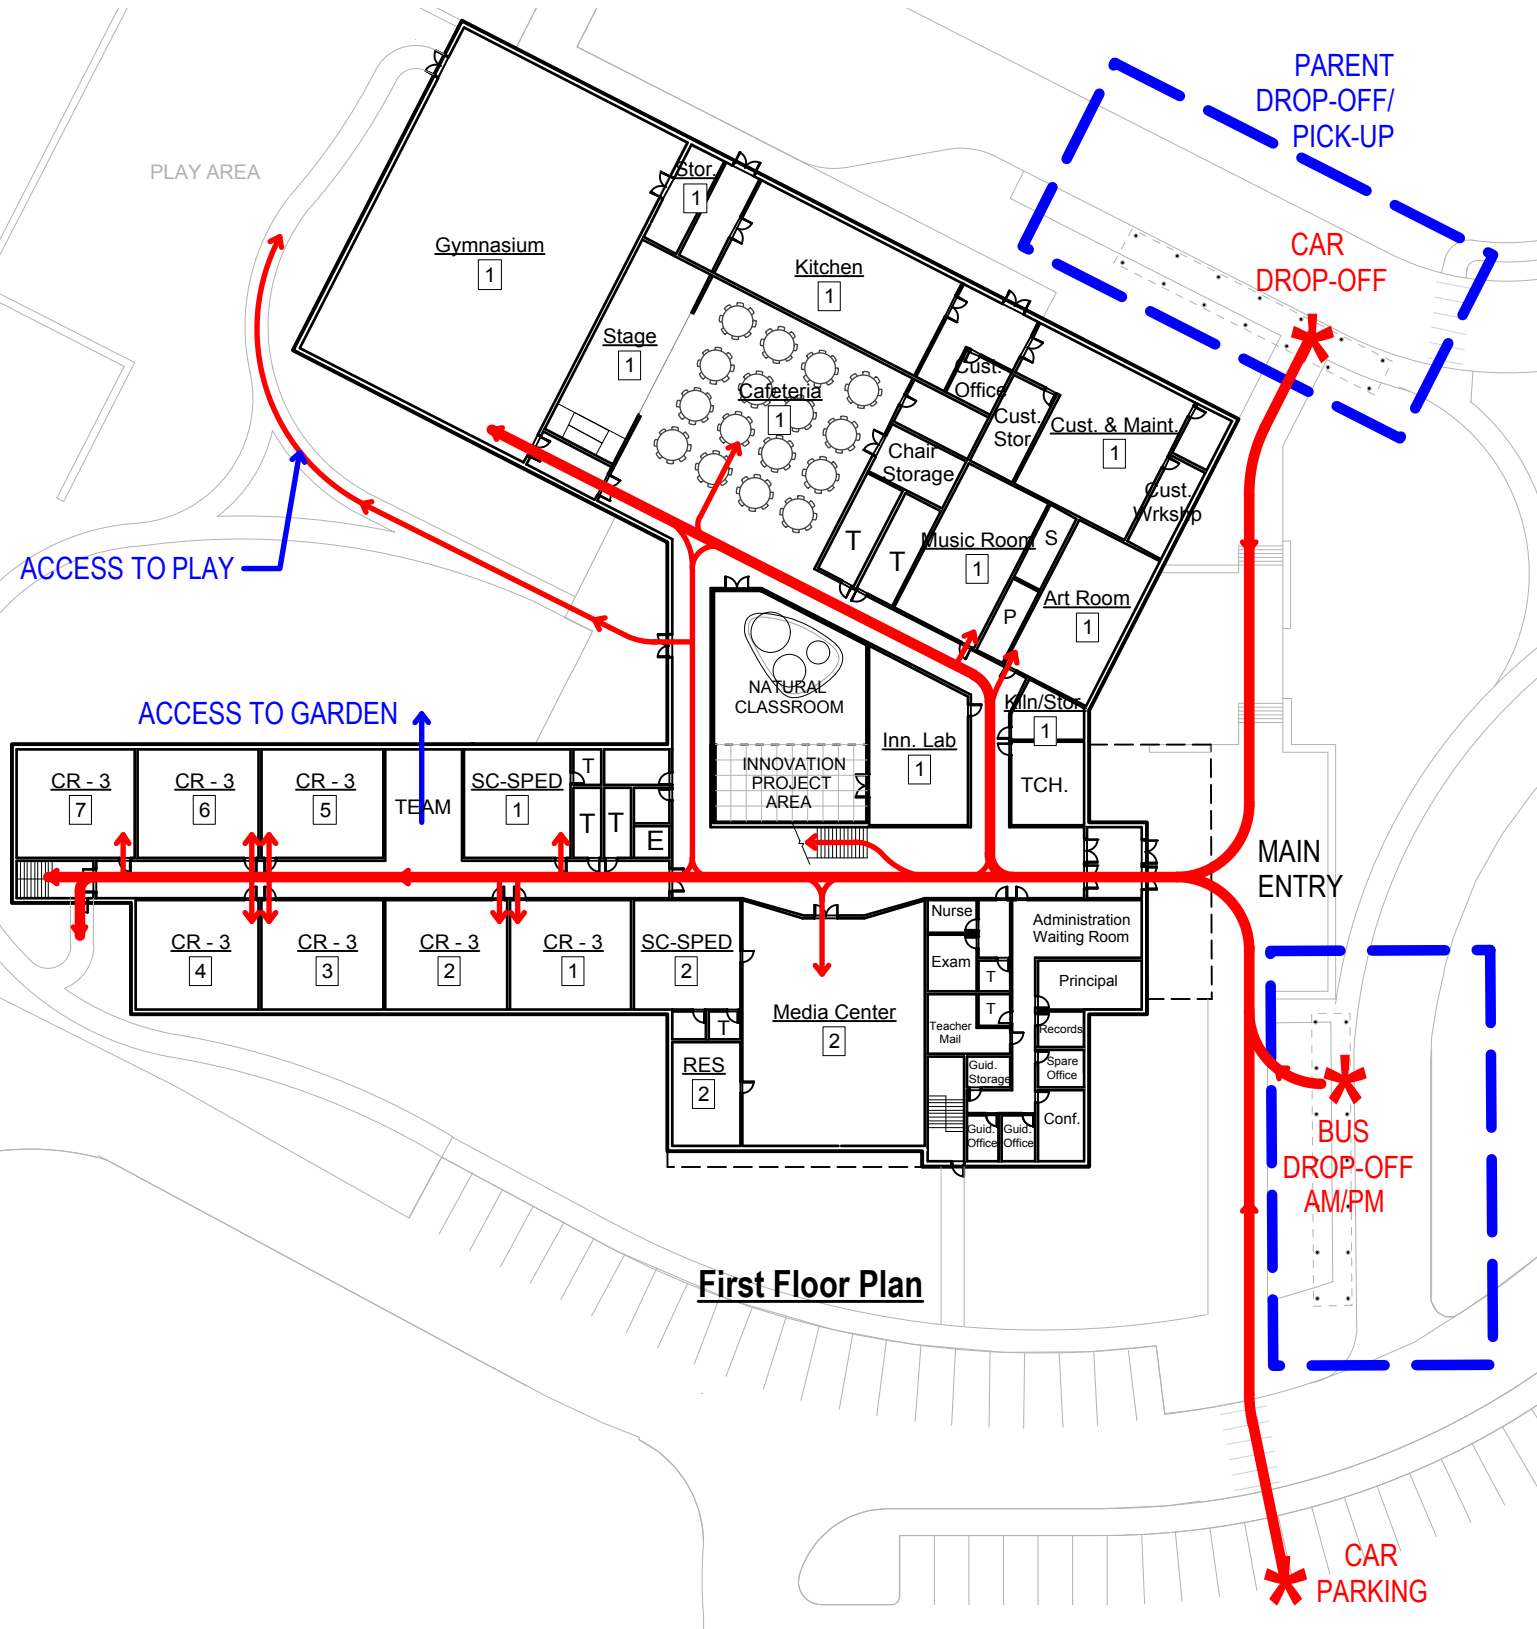 PARENT
DROP-OFF/
PICK-UP
PLAY AREA
Stor.
1
Gymnasium
1
CAR
DROP-OFF
Kitchen
1
Stage
1
Cust.
Office
Cafeteria
1
Cust.
Stor.
Cust. & Maint.
1
Chair
Storage
Cust.
Wrkshp
ACCESS TO PLAY
T
T
Music Room
1
S
Art Room
1
P
NATURAL
CLASSROOM
Kiln/Stor.
1
ACCESS TO GARDEN
Inn. Lab
1
INNOVATION
PROJECT
AREA
TCH.
CR - 3
7
CR - 3
6
CR - 3
5
TEAM
SC-SPED
1
T
T
T
E
MAIN
ENTRY
CR - 3
4
CR - 3
3
CR - 3
2
CR - 3
1
SC-SPED
2
Nurse
Administration
Waiting Room
Exam
T
Principal
Media Center
2
T
Teacher
Mail
Records
T
RES
2
Guid.
Storage
Spare
Office
Guid.
Office
Guid.
Office
Conf.
BUS
DROP-OFF
AM/PM
First Floor Plan
CAR
PARKING